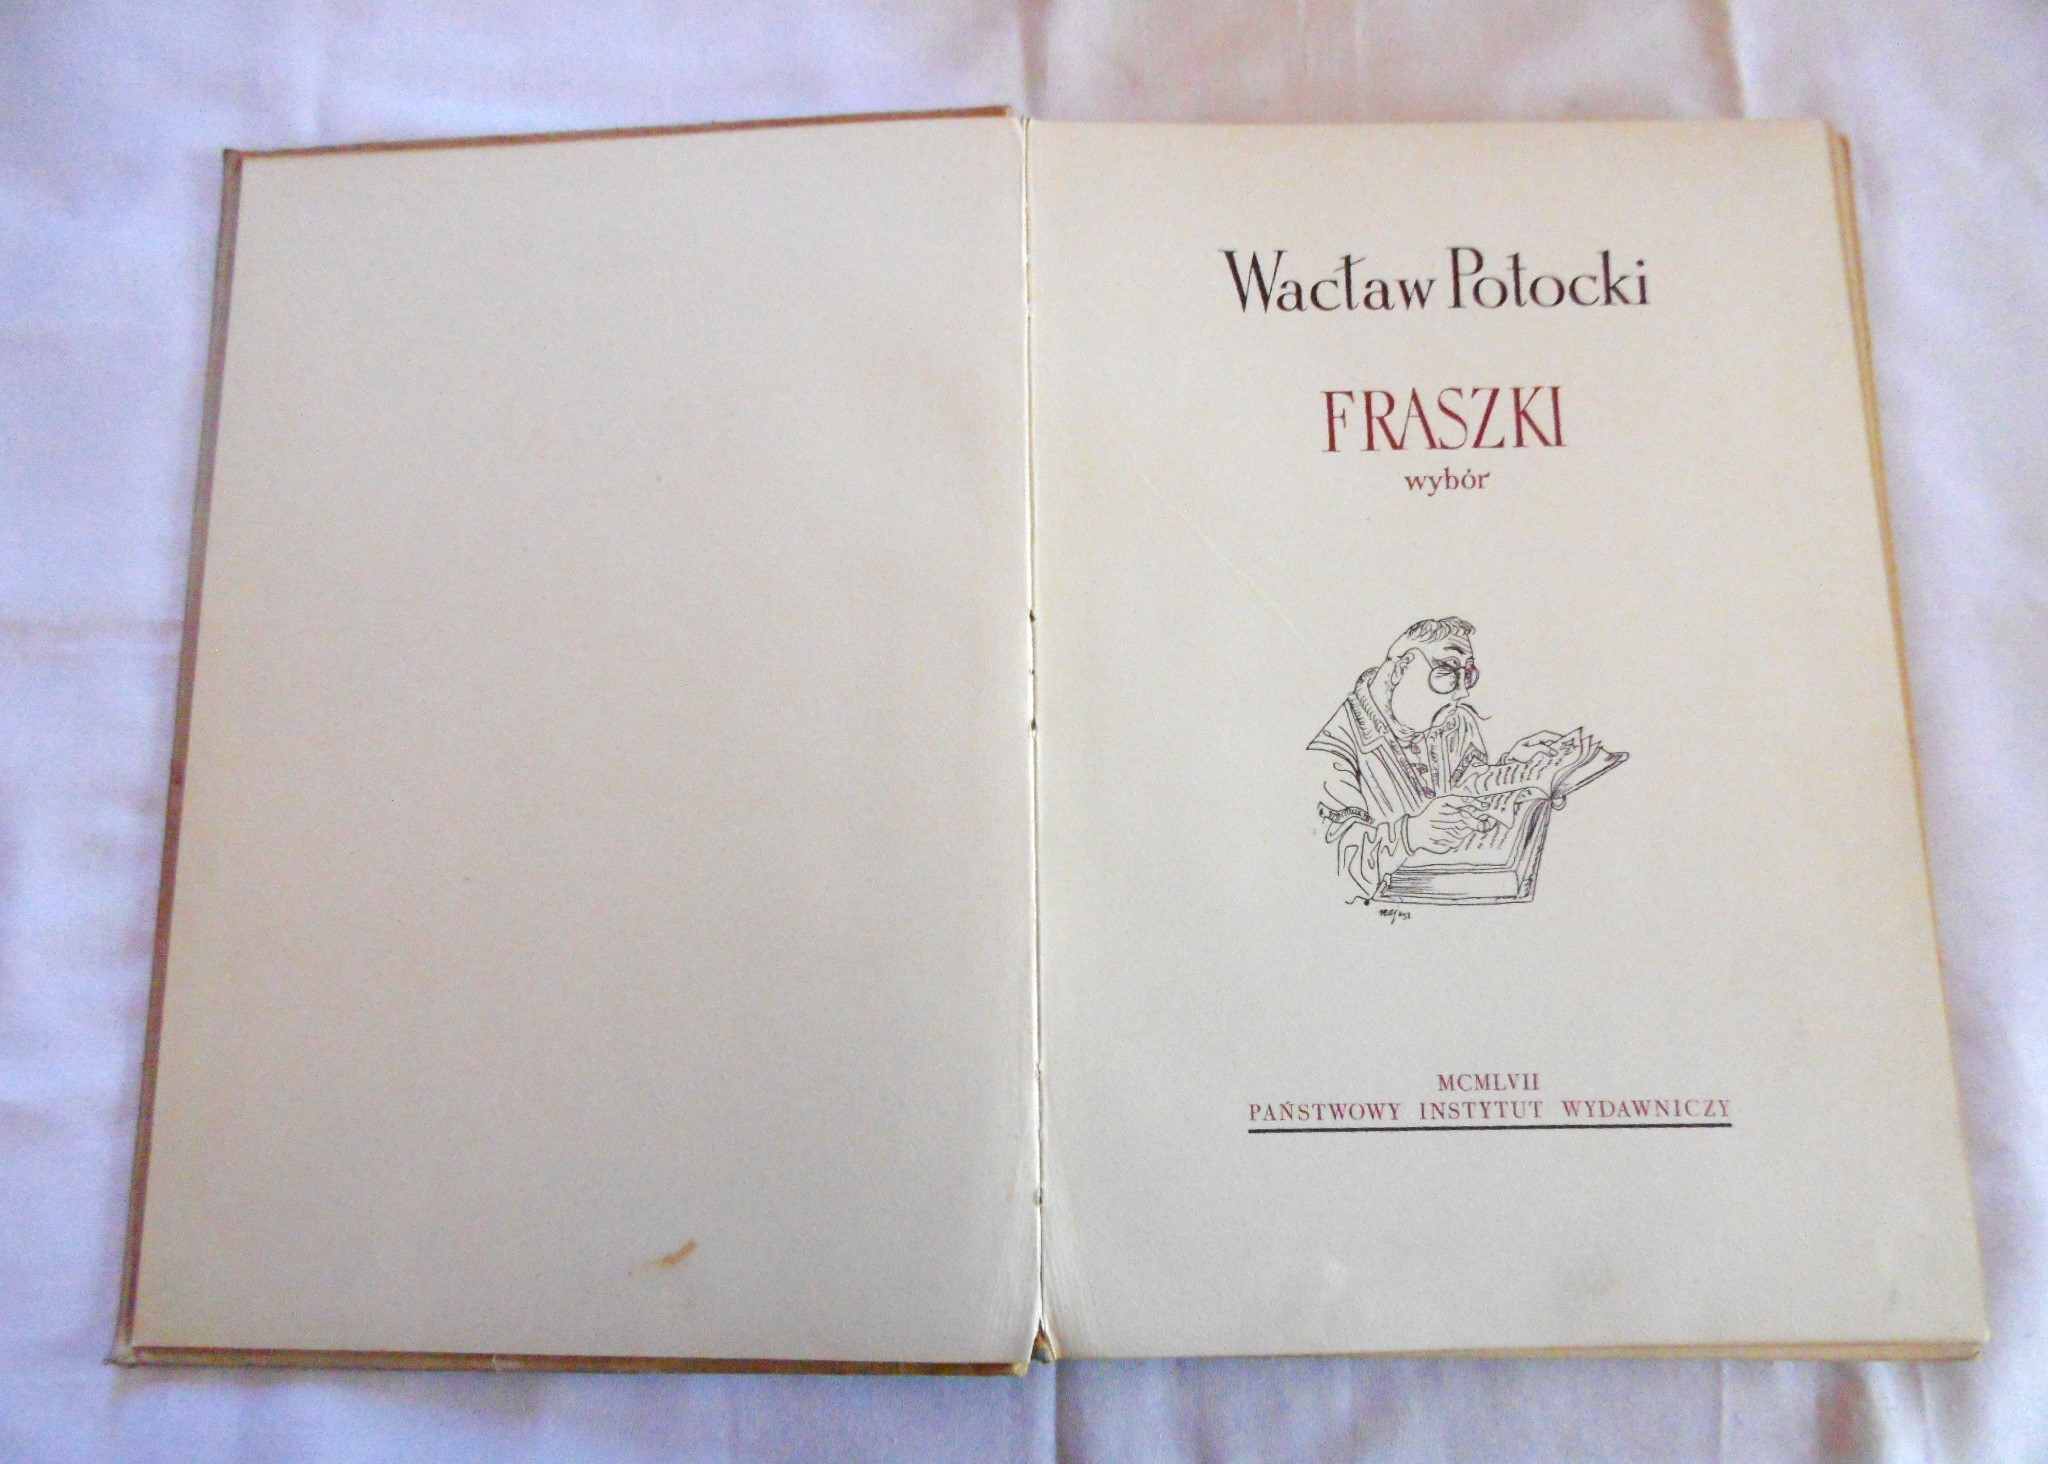 Wacław Potocki
FRASZKI
wybór
MCMLVII
PAŃSTWOWY INSTYTUT WYDAWNICZY